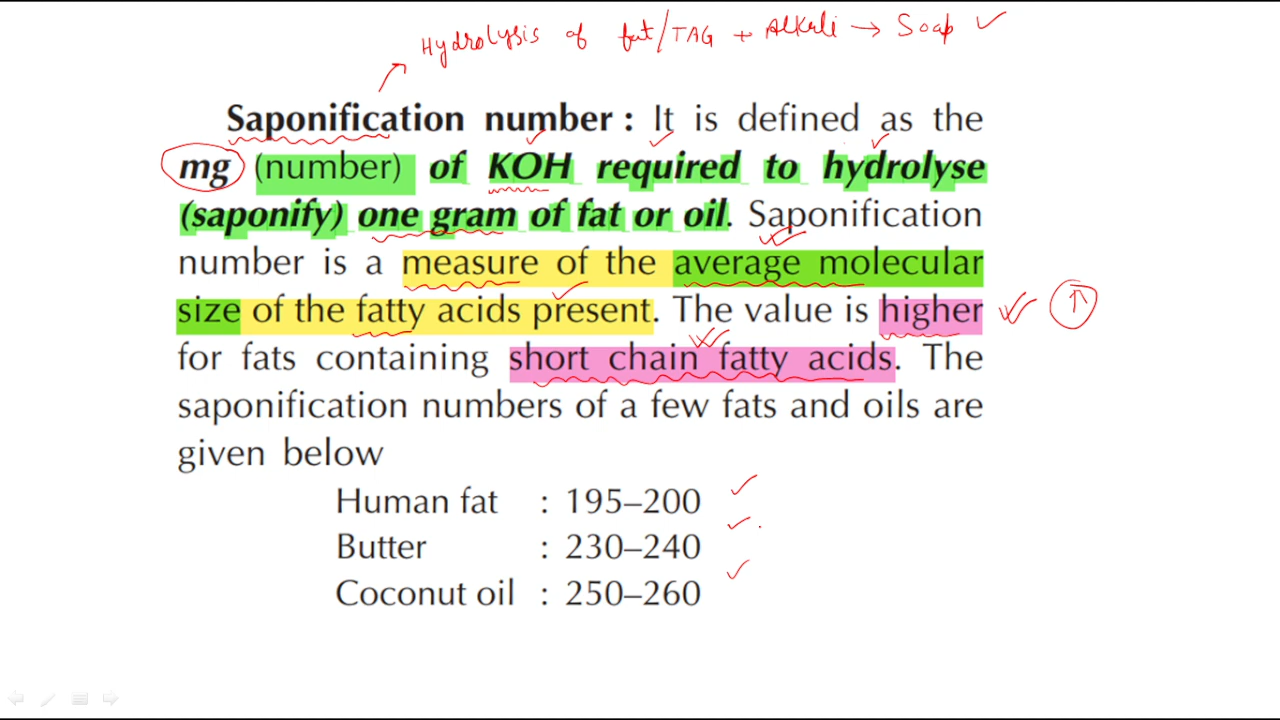 Hydrolysis of fat/TAG + Alkali → Soap ✓
Saponification number : It is defined as the
mg (number) of KOH required to hydrolyse
(saponify) one gram of fat or oil. Saponification
number is a measure of the average molecular
size of the fatty acids present. The value is higher
for fats containing short chain fatty acids. The
saponification numbers of a few fats and oils are
given below
Human fat : 195–200
Butter : 230–240
Coconut oil : 250–260